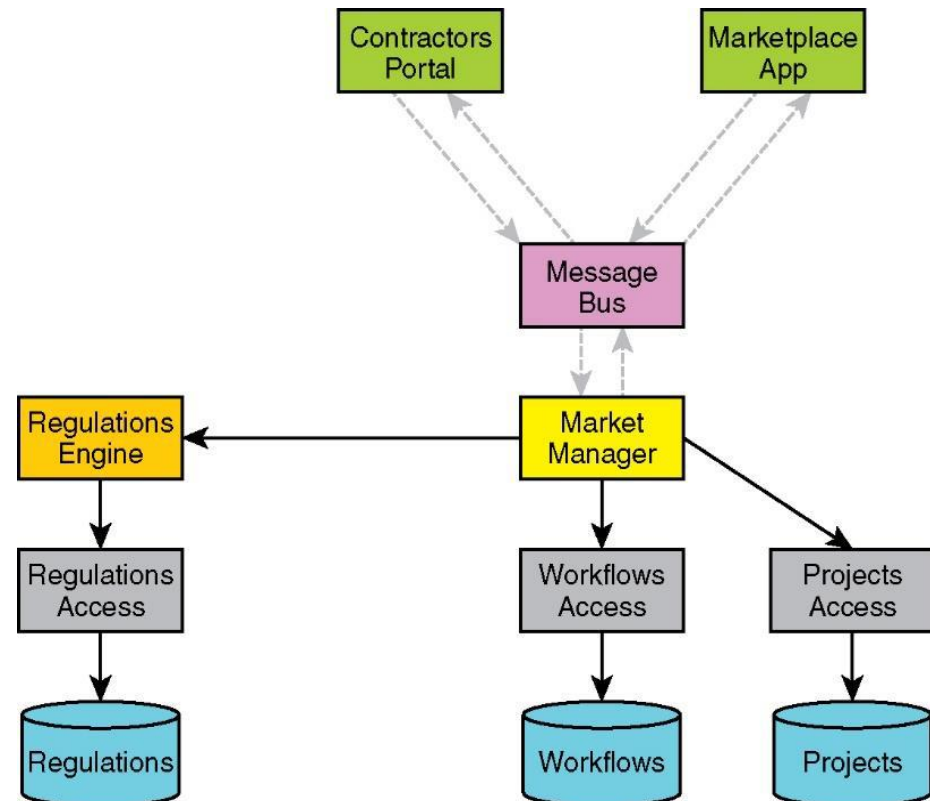 Contractors
Portal
Marketplace
App
Message
Bus
Regulations
Engine
Market
Manager
Regulations
Access
Workflows
Access
Projects
Access
Regulations
Workflows
Projects